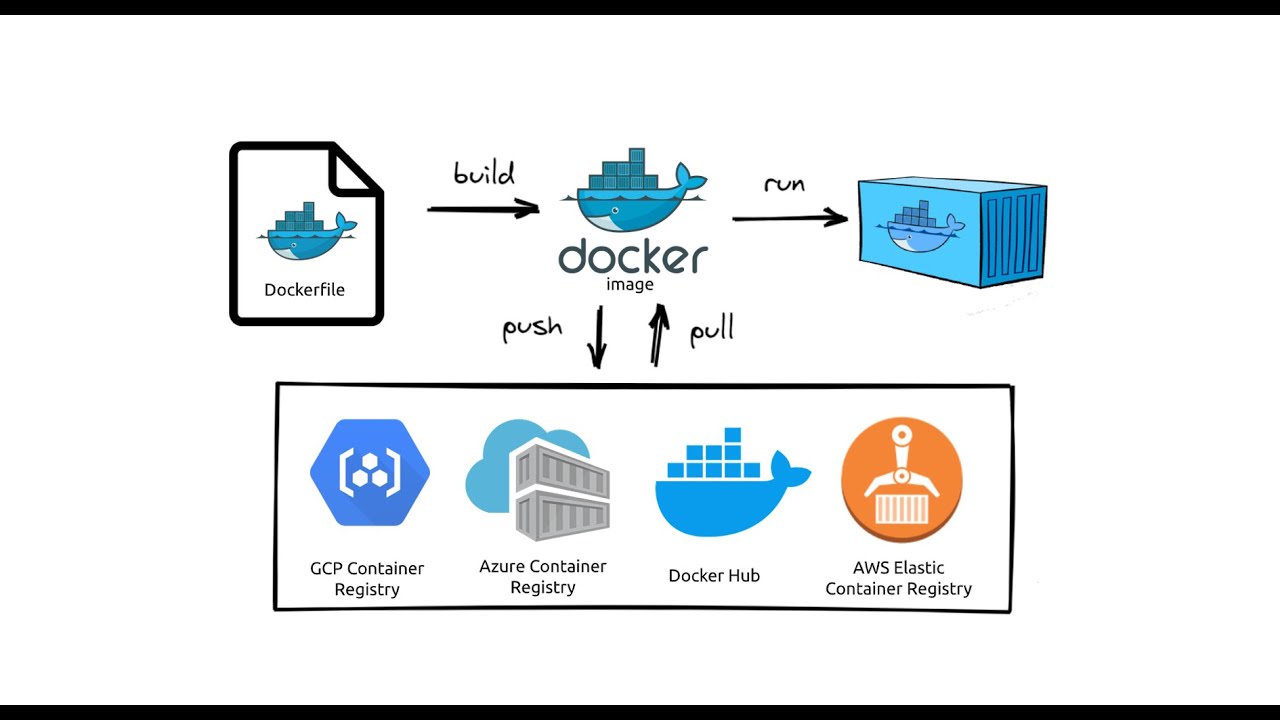 build
run
Dockerfile
docker
image
push
pull
GCP Container
Registry
Azure Container
Registry
Docker Hub
AWS Elastic
Container Registry